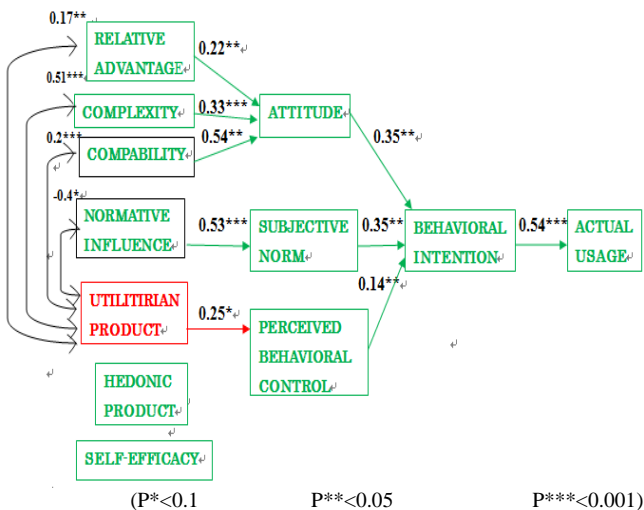 0.17**
RELATIVE
ADVANTAGE
0.22**
0.51***
COMPLEXITY
0.33***
ATTITUDE
0.2***
COMPABILITY
0.54**
0.35**
-0.4*
NORMATIVE
INFLUENCE
0.53***
SUBJECTIVE
NORM
0.35**
BEHAVIORAL
INTENTION
0.54***
ACTUAL
USAGE
0.14**
UTILITIRIAN
PRODUCT
0.25*
PERCEIVED
BEHAVIORAL
CONTROL
HEDONIC
PRODUCT
SELF-EFFICACY
(P*<0.1 P**<0.05 P***<0.001)